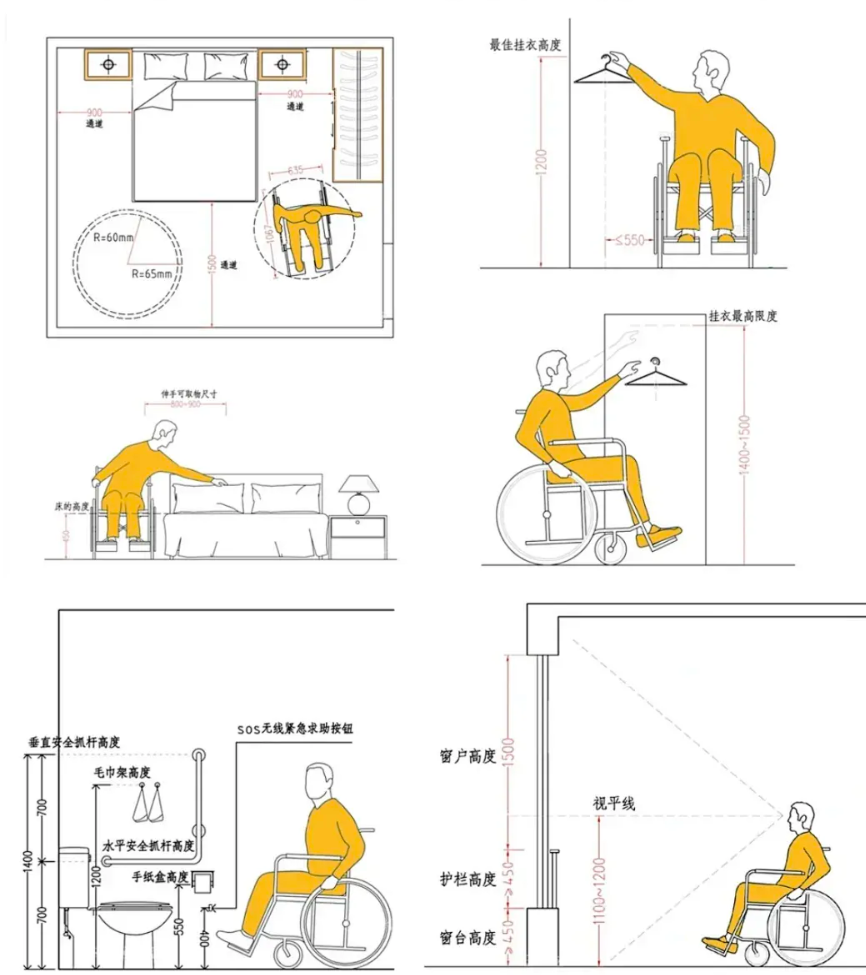 900
通道
900
通道
635
1067
R=60mm
R=65mm
1500
通道
最佳挂衣高度
1200
≤550
挂衣最高限度
1400~1500
伸手可取物尺寸
800~900
床的高度
450
SOS无线紧急求助按钮
垂直安全抓杆高度
毛巾架高度
水平安全抓杆高度
手纸盒高度
700
1400
700
1200
550
400
窗户高度
1500
视平线
护栏高度
≥450
1100~1200
窗台高度
≥450